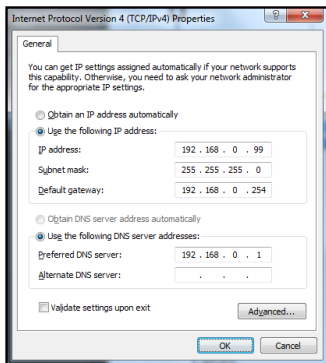 Internet Protocol Version 4 (TCP/IPv4) Properties
General
You can get IP settings assigned automatically if your network supports
this capability. Otherwise, you need to ask your network administrator
for the appropriate IP settings.
Obtain an IP address automatically
Use the following IP address:
IP address: 192 . 168 . 0 . 99
Subnet mask: 255 . 255 . 255 . 0
Default gateway: 192 . 168 . 0 . 254
Obtain DNS server address automatically
Use the following DNS server addresses:
Preferred DNS server: 192 . 168 . 0 . 1
Alternate DNS server: . . .
Validate settings upon exit
Advanced...
OK Cancel